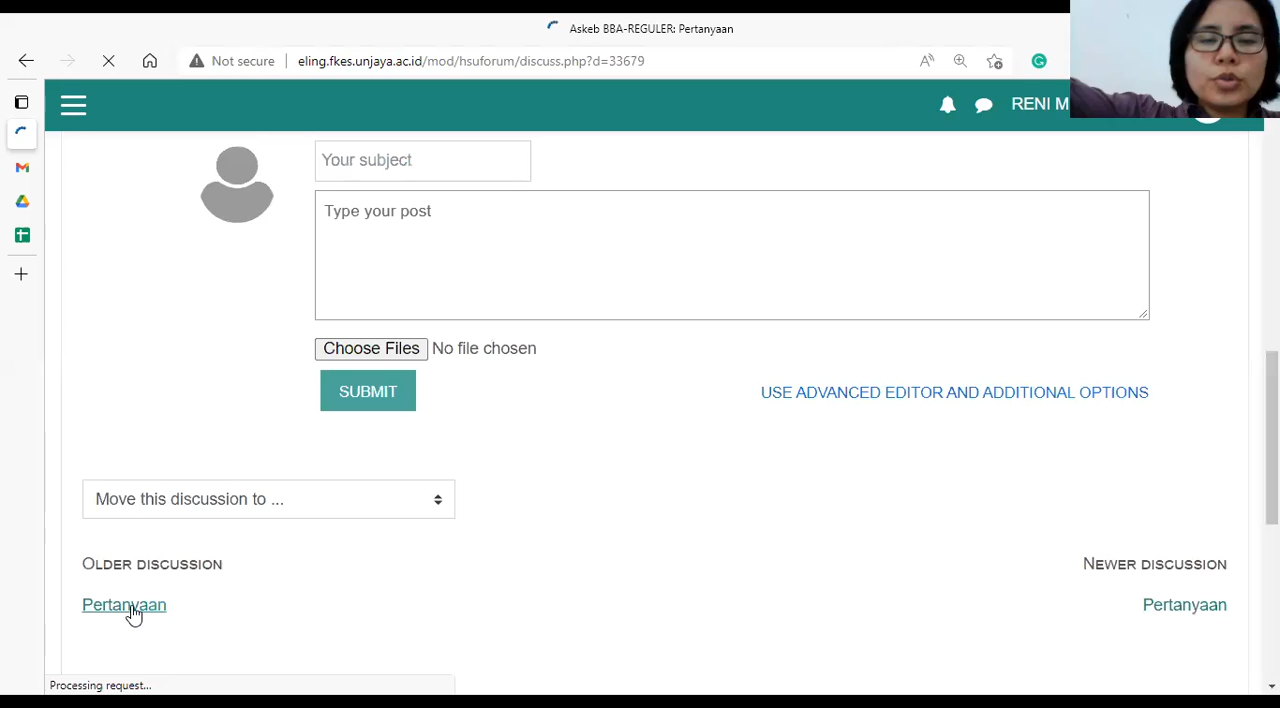 Askeb BBA-REGULER: Pertanyaan
Not secure
eling.fkes.unjaya.ac.id/mod/hsuforum/discuss.php?d=33679
RENI M
Your subject
Type your post
Choose Files No file chosen
SUBMIT
USE ADVANCED EDITOR AND ADDITIONAL OPTIONS
Move this discussion to ...
OLDER DISCUSSION
NEWER DISCUSSION
Pertanyaan
Pertanyaan
Processing request...